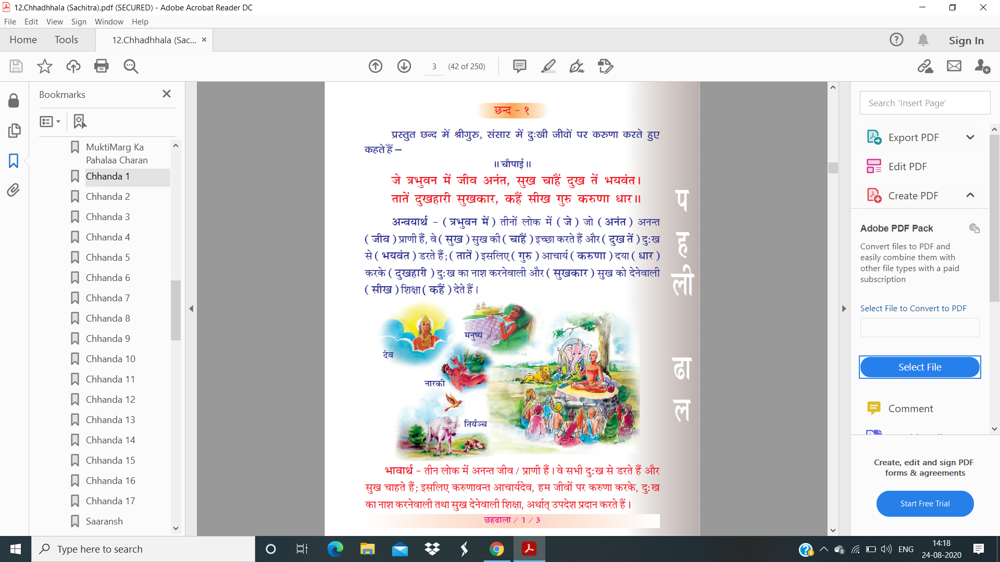 12.Chhadhhala (Sachitra).pdf (SECURED) - Adobe Acrobat Reader DC
File Edit View Sign Window Help
Home Tools 12.Chhadhhala (Sac... Sign In
3 (42 of 250)
Bookmarks
MuktiMarg Ka
Pahalaa Charan
Chhanda 1
Chhanda 2
Chhanda 3
Chhanda 4
Chhanda 5
Chhanda 6
Chhanda 7
Chhanda 8
Chhanda 9
Chhanda 10
Chhanda 11
Chhanda 12
Chhanda 13
Chhanda 14
Chhanda 15
Chhanda 16
Chhanda 17
Saaransh
छन्द - १
प्रस्तुत छन्द में श्रीगुरु, संसार में दुःखी जीवों पर करुणा करते हुए
कहते हैं –
॥ चौपाई ॥
जे त्रभुवन में जीव अनंत, सुख चाहैं दुख तें भयवंत।
तातें दुखहारी सुखकार, कहैं सीख गुरु करुणा धार॥
अन्वयार्थ - ( त्रभुवन में ) तीनों लोक में ( जे ) जो ( अनंत ) अनन्त
( जीव ) प्राणी हैं, वे ( सुख ) सुख की ( चाहैं ) इच्छा करते हैं और ( दुख तें ) दुःख
से ( भयवंत ) डरते हैं; ( तातें ) इसलिए ( गुरु ) आचार्य ( करुणा ) दया ( धार )
करके ( दुखहारी ) दुःख का नाश करनेवाली और ( सुखकार ) सुख को देनेवाली
( सीख ) शिक्षा ( कहैं ) देते हैं।
देव
मनुष्य
नारकी
तिर्यञ्च
भावार्थ - तीन लोक में अनन्त जीव / प्राणी हैं। वे सभी दुःख से डरते हैं और
सुख चाहते हैं; इसलिए करुणावन्त आचार्यदेव, हम जीवों पर करुणा करके, दुःख
का नाश करनेवाली तथा सुख देनेवाली शिक्षा, अर्थात् उपदेश प्रदान करते हैं।
छहढाला / 1 / 3
प
ह
ली
ढा
ल
Search 'Insert Page'
Export PDF
Edit PDF
Create PDF
Adobe PDF Pack
Convert files to PDF and
easily combine them with
other file types with a paid
subscription
Select File to Convert to PDF
Select File
Comment
Create, edit and sign PDF
forms & agreements
Start Free Trial
Type here to search
ENG
14:18
24-08-2020